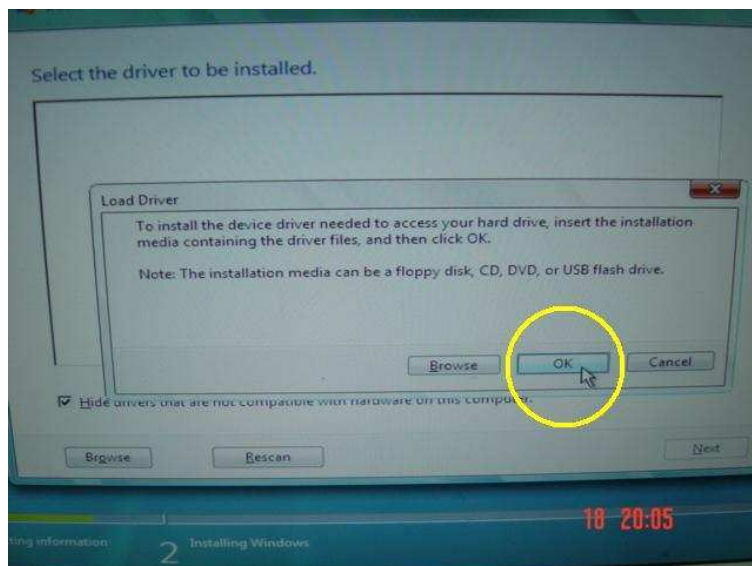 Select the driver to be installed.
Load Driver
To install the device driver needed to access your hard drive, insert the installation
media containing the driver files, and then click OK.
Note: The installation media can be a floppy disk, CD, DVD, or USB flash drive.
Browse OK Cancel
Hide drivers that are not compatible with hardware on this computer.
Browse Rescan Next
18 20:05
ting information 2 Installing Windows